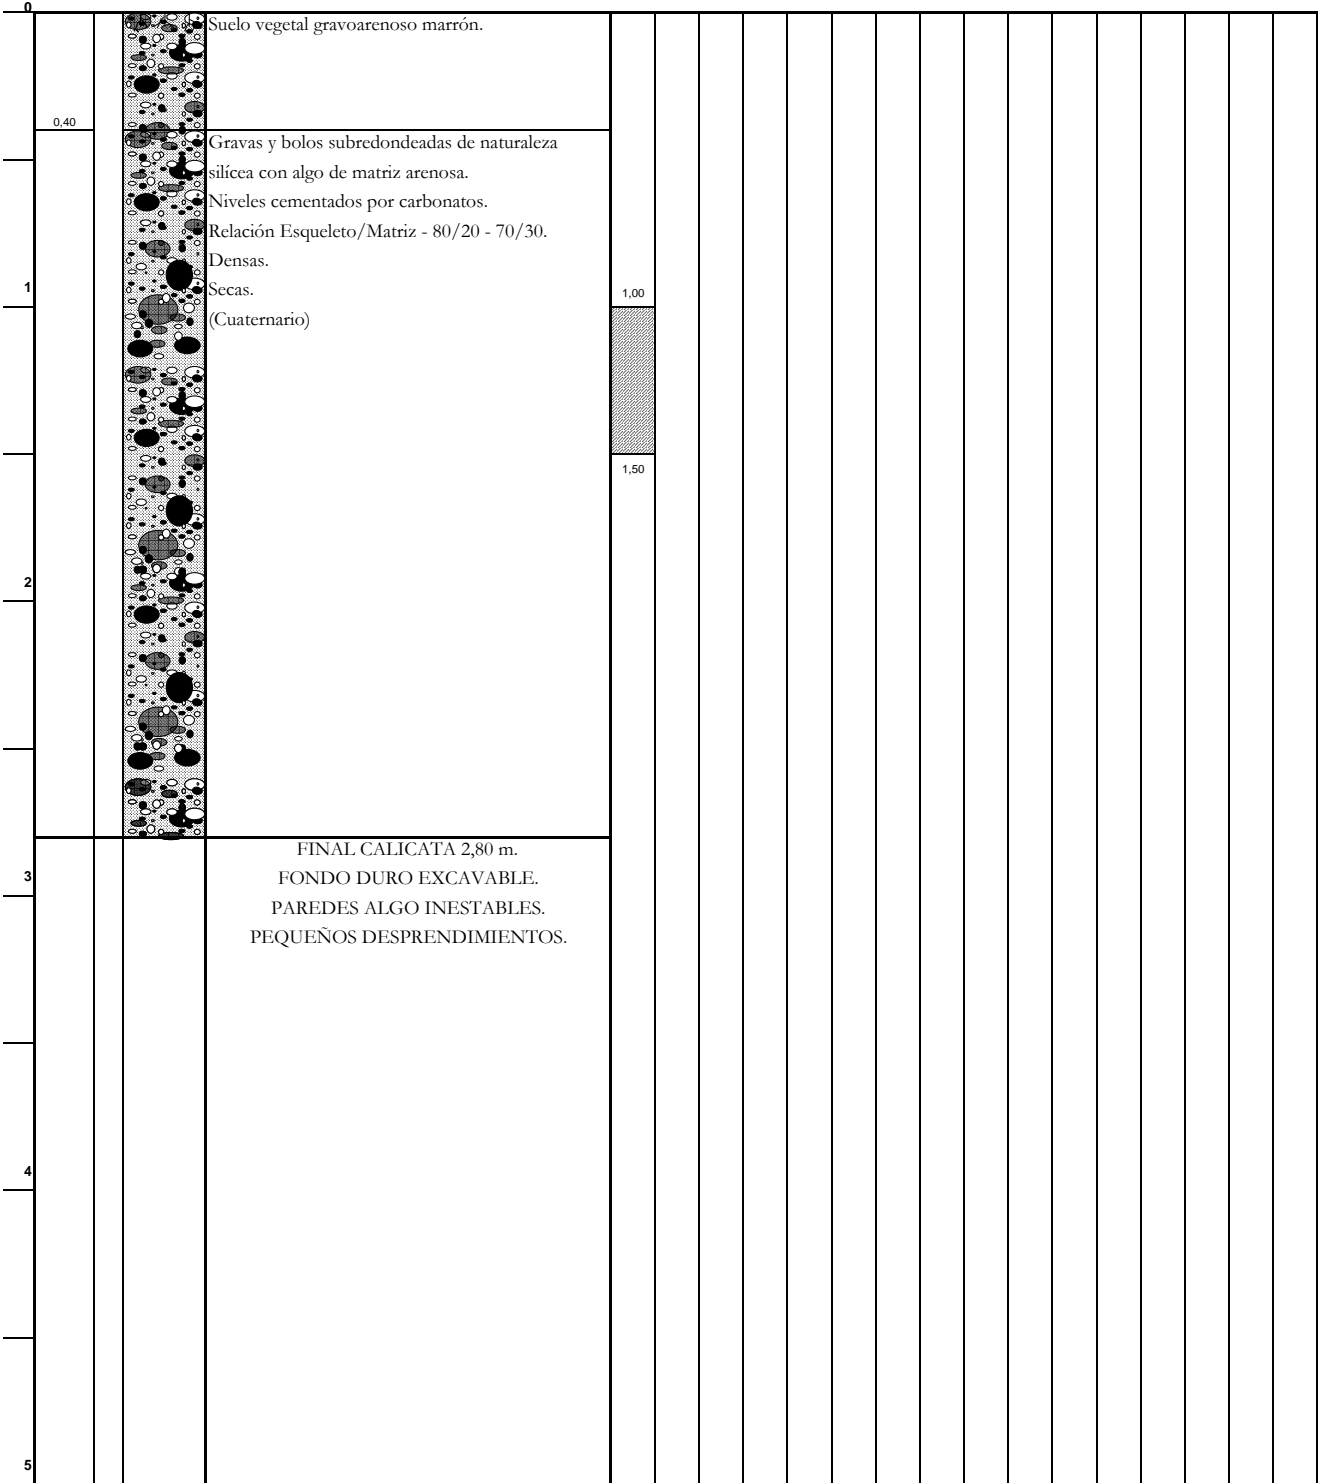 0
Suelo vegetal gravoarenoso marrón.
0,40
Gravas y bolos subredondeadas de naturaleza
silícea con algo de matriz arenosa.
Niveles cementados por carbonatos.
Relación Esqueleto/Matriz - 80/20 - 70/30.
Densas.
1
Secas.
1,00
(Cuaternario)
1,50
2
FINAL CALICATA 2,80 m.
3
FONDO DURO EXCAVABLE.
PAREDES ALGO INESTABLES.
PEQUEÑOS DESPRENDIMIENTOS.
4
5